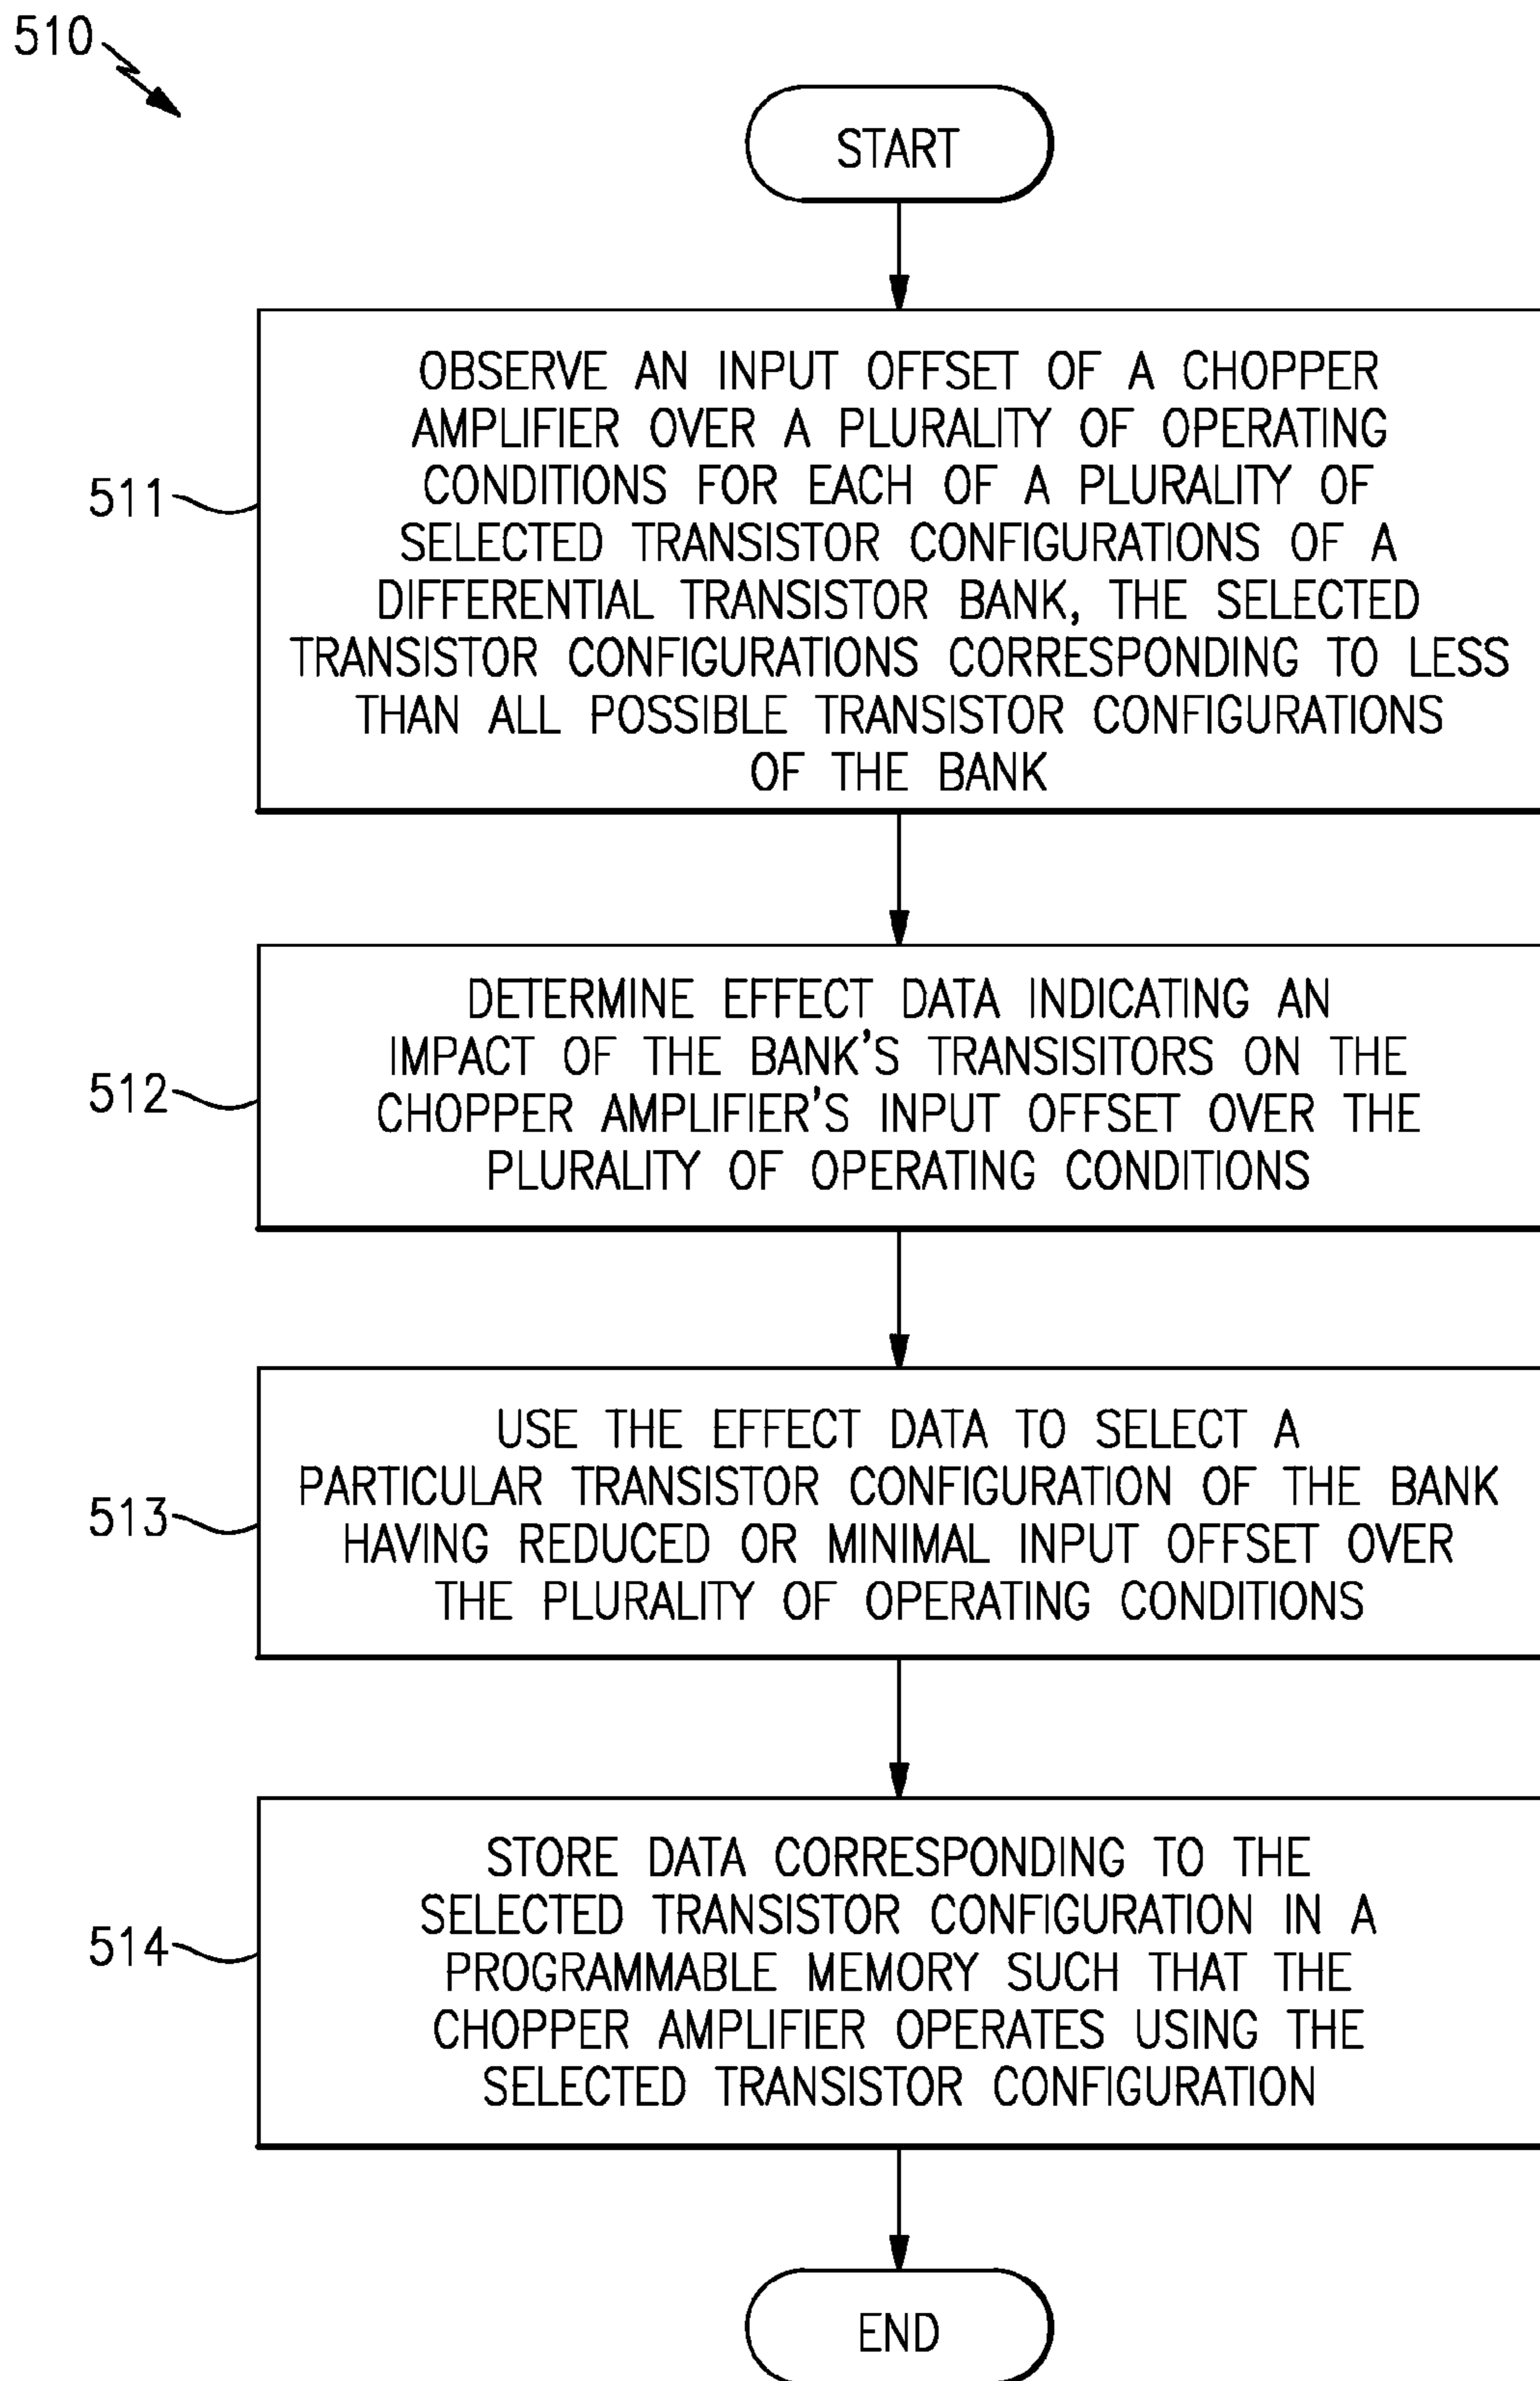 510
START
OBSERVE AN INPUT OFFSET OF A CHOPPER
AMPLIFIER OVER A PLURALITY OF OPERATING
CONDITIONS FOR EACH OF A PLURALITY OF
SELECTED TRANSISTOR CONFIGURATIONS OF A
DIFFERENTIAL TRANSISTOR BANK, THE SELECTED
TRANSISTOR CONFIGURATIONS CORRESPONDING TO LESS
THAN ALL POSSIBLE TRANSISTOR CONFIGURATIONS
OF THE BANK
511
DETERMINE EFFECT DATA INDICATING AN
IMPACT OF THE BANK'S TRANSISITORS ON THE
CHOPPER AMPLIFIER'S INPUT OFFSET OVER THE
PLURALITY OF OPERATING CONDITIONS
512
USE THE EFFECT DATA TO SELECT A
PARTICULAR TRANSISTOR CONFIGURATION OF THE BANK
HAVING REDUCED OR MINIMAL INPUT OFFSET OVER
THE PLURALITY OF OPERATING CONDITIONS
513
STORE DATA CORRESPONDING TO THE
SELECTED TRANSISTOR CONFIGURATION IN A
PROGRAMMABLE MEMORY SUCH THAT THE
CHOPPER AMPLIFIER OPERATES USING THE
SELECTED TRANSISTOR CONFIGURATION
514
END